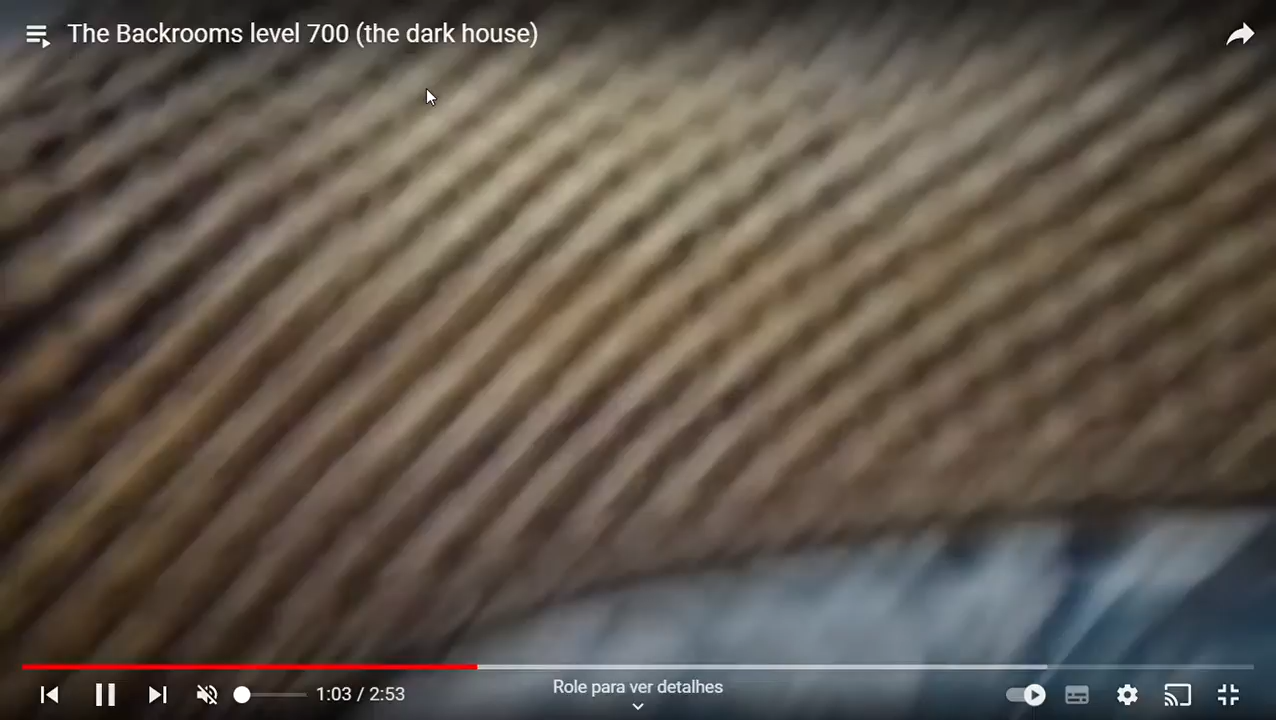 The Backrooms level 700 (the dark house)
1:03 / 2:53
Role para ver detalhes